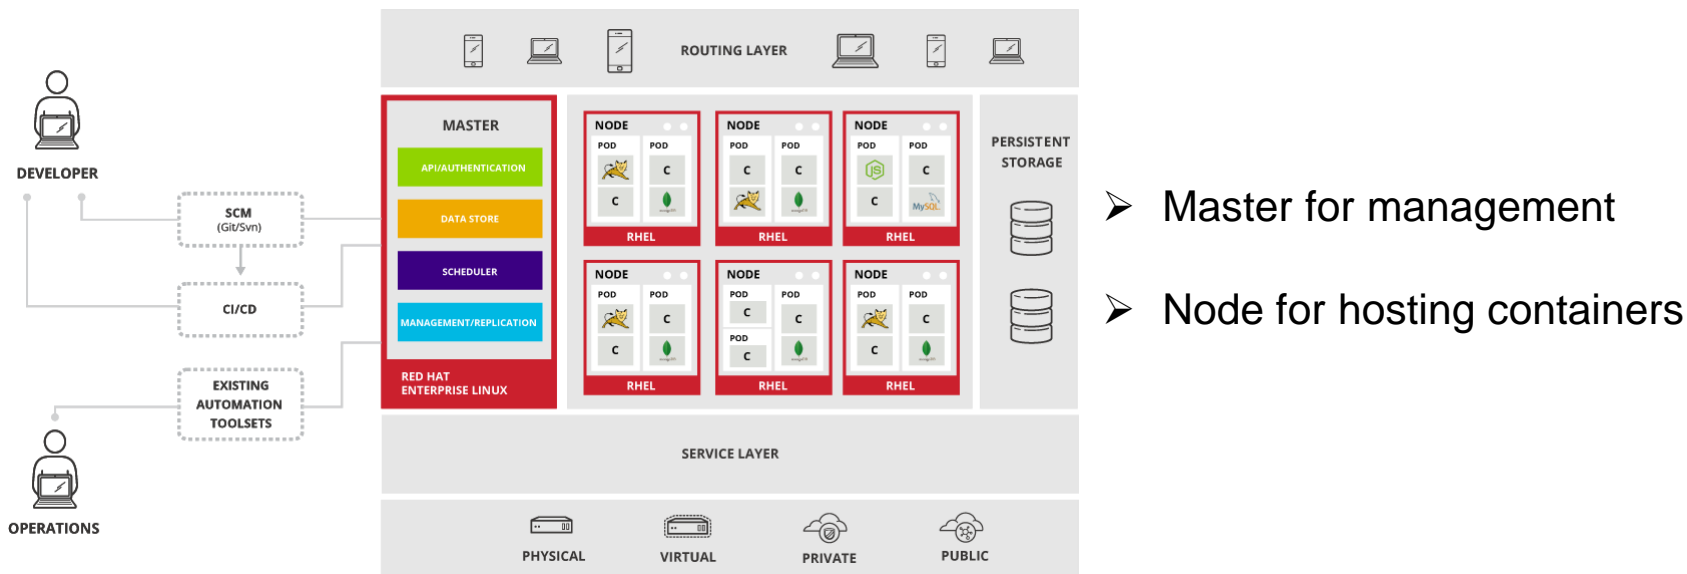 ROUTING LAYER
DEVELOPER
SCM
(Git/Svn)
CI/CD
EXISTING
AUTOMATION
TOOLSETS
OPERATIONS
MASTER
API/AUTHENTICATION
DATA STORE
SCHEDULER
MANAGEMENT/REPLICATION
RED HAT
ENTERPRISE LINUX
NODE
POD POD
C
C
RHEL
NODE
POD POD
C C
RHEL
NODE
POD POD
JS C
C MySQL
RHEL
NODE
POD POD
C
C
RHEL
NODE
POD POD
C
C
POD
C
RHEL
NODE
POD POD
C
C
RHEL
PERSISTENT
STORAGE
SERVICE LAYER
PHYSICAL
VIRTUAL
PRIVATE
PUBLIC
➢ Master for management
➢ Node for hosting containers